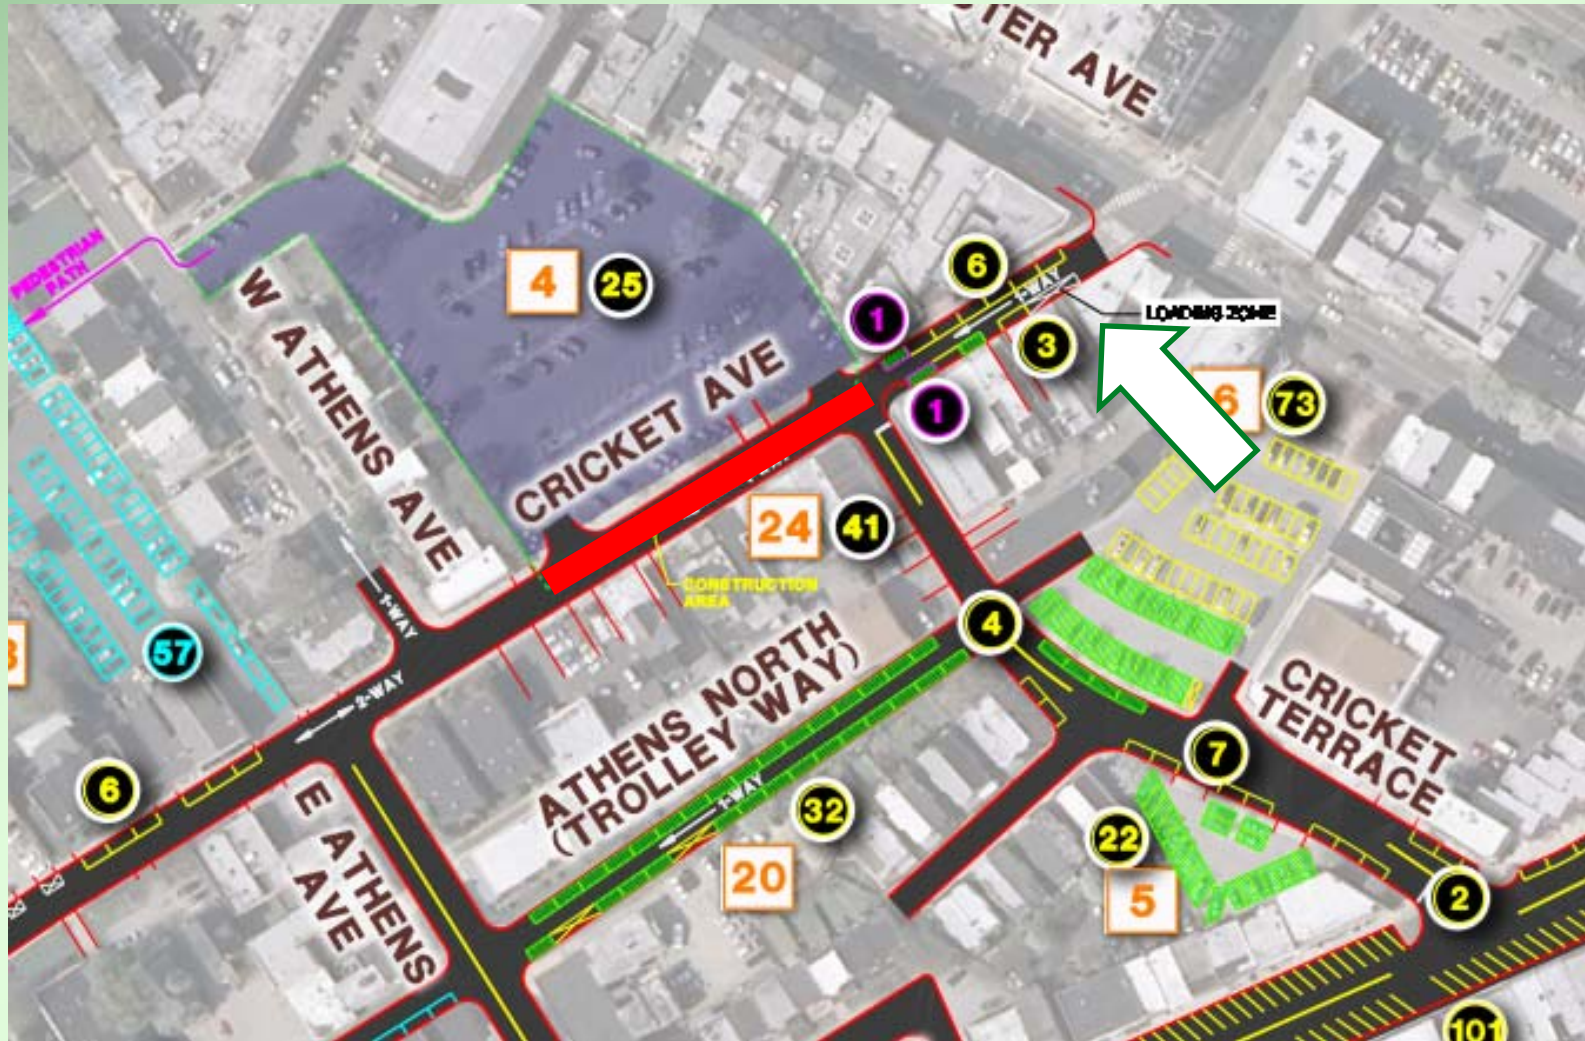 TER AVE
PEDESTRIAN
PATH
W ATHENS AVE
4
25
6
1
1-WAY
LOADING ZONE
3
1
6
73
CRICKET AVE
24
41
CONSTRUCTION
AREA
1-WAY
57
3
2-WAY
4
ATHENS NORTH
(TROLLEY WAY)
CRICKET
TERRACE
7
6
E ATHENS
AVE
1-WAY
32
20
22
5
2
101